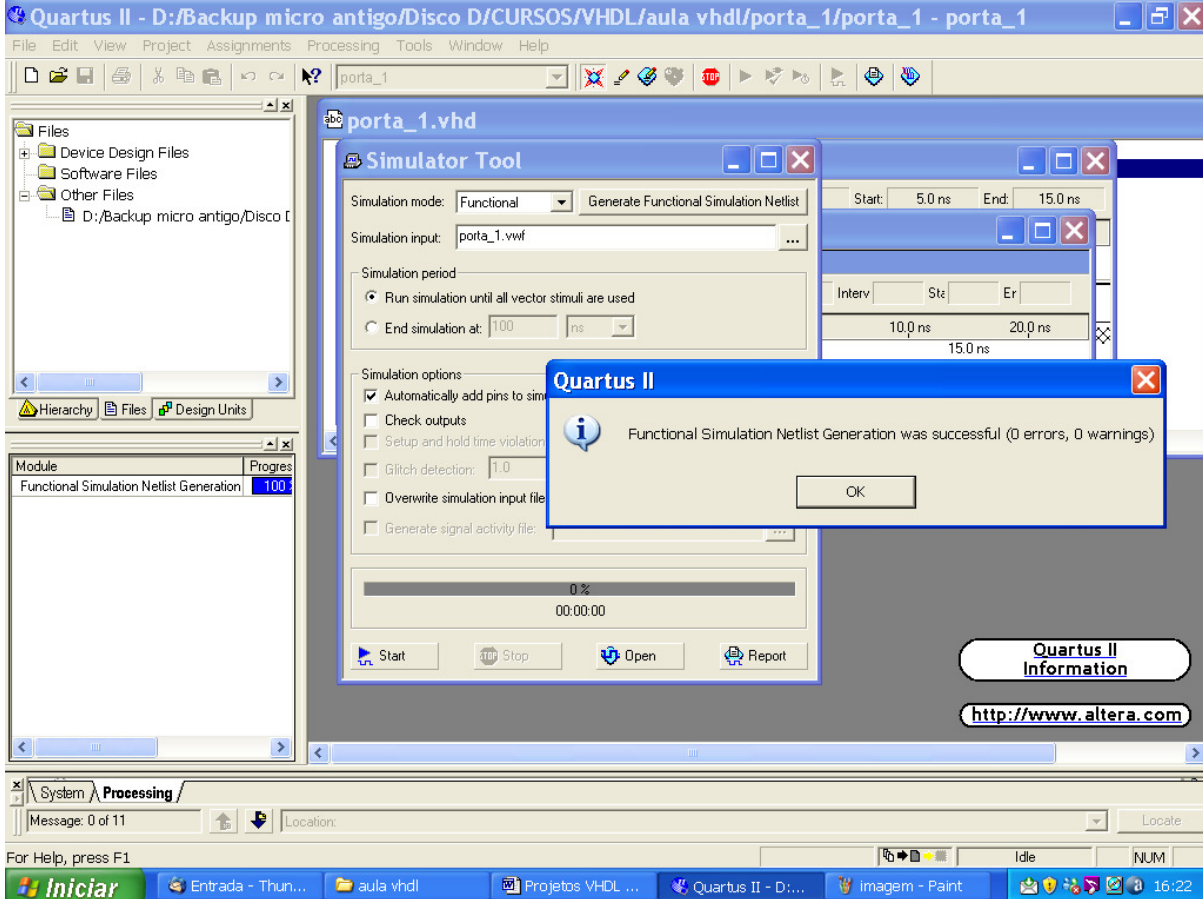 Quartus II - D:/Backup micro antigo/Disco D/CURSOS/VHDL/aula vhdl/porta_1/porta_1 - porta_1
File Edit View Project Assignments Processing Tools Window Help
porta_1
Files
Device Design Files
Software Files
Other Files
D:/Backup micro antigo/Disco D
Hierarchy Files Design Units
Module Progres
Functional Simulation Netlist Generation 100
porta_1.vhd
Simulator Tool
Simulation mode: Functional Generate Functional Simulation Netlist
Simulation input: porta_1.vwf ...
Simulation period
Run simulation until all vector stimuli are used
End simulation at: 100 ns
Simulation options
Automatically add pins to sim
Check outputs
Setup and hold time violation
Glitch detection: 1.0
Overwrite simulation input file
Generate signal activity file: ...
0 %
00:00:00
Start Stop Open Report
Start: 5.0 ns End: 15.0 ns
Interv Sta Er
10.0 ns 20.0 ns
15.0 ns
Quartus II
Functional Simulation Netlist Generation was successful (0 errors, 0 warnings)
OK
Quartus II
Information
http://www.altera.com
System Processing
Message: 0 of 11 Location: Locate
For Help, press F1 Idle NUM
Iniciar Entrada - Thun... aula vhdl Projetos VHDL ... Quartus II - D:... imagem - Paint 16:22